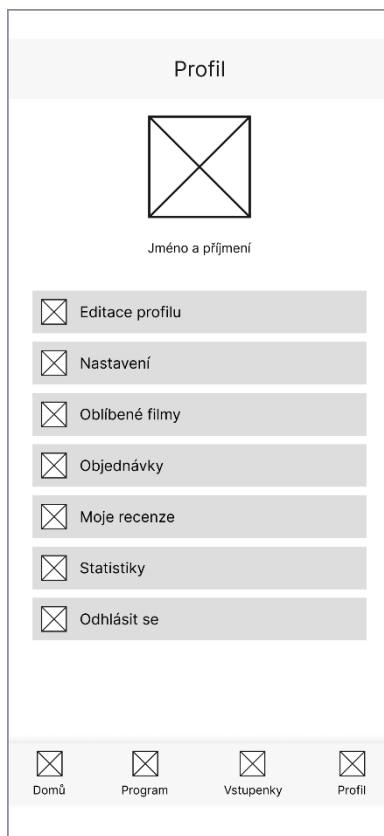 Profil
Jméno a příjmení
Editace profilu
Nastavení
Oblíbené filmy
Objednávky
Moje recenze
Statistiky
Odhlásit se
Domů
Program
Vstupenky
Profil